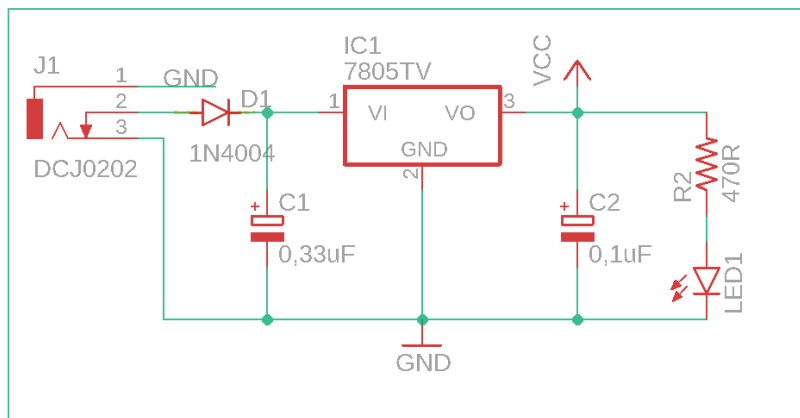 J1
1
GND
2
3
DCJ0202
D1
1N4004
IC1
7805TV
1
VI
VO
3
GND
2
VCC
+
C1
0,33uF
+
C2
0,1uF
R2
470R
LED1
GND